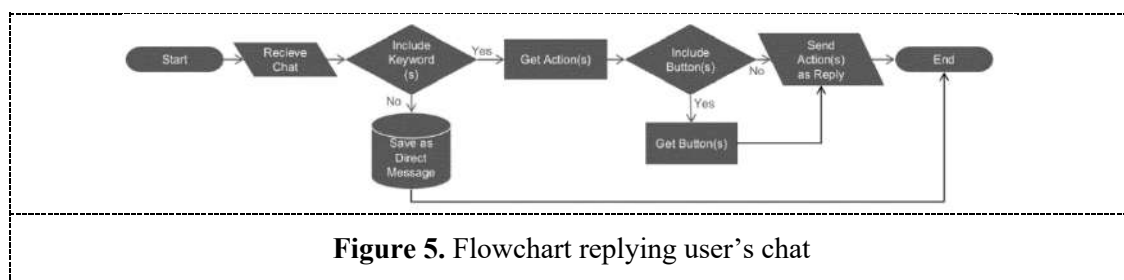 Start
Recieve
Chat
Include
Keyword
(s)
Yes
Get Action(s)
Include
Button(s)
No
Send
Action(s)
as Reply
End
No
Save as
Direct
Message
Yes
Get Button(s)
Figure 5. Flowchart replying user’s chat